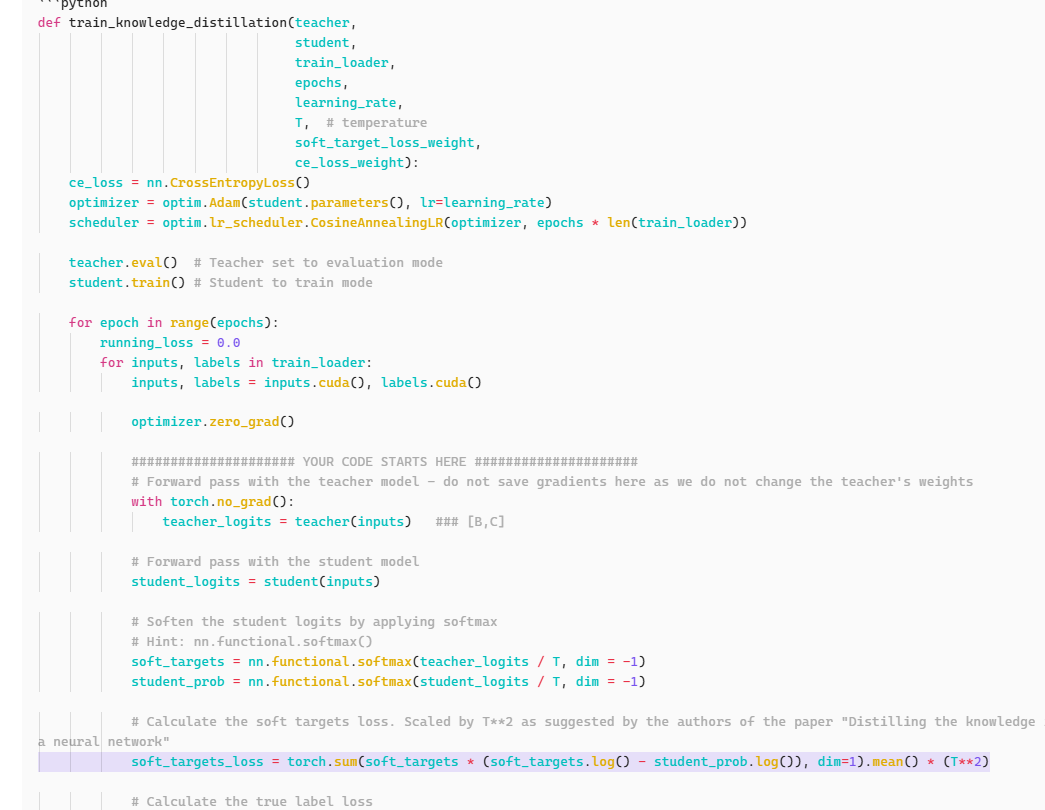 ```python
def train_knowledge_distillation(teacher,
                                 student,
                                 train_loader,
                                 epochs,
                                 learning_rate,
                                 T,  # temperature
                                 soft_target_loss_weight,
                                 ce_loss_weight):
    ce_loss = nn.CrossEntropyLoss()
    optimizer = optim.Adam(student.parameters(), lr=learning_rate)
    scheduler = optim.lr_scheduler.CosineAnnealingLR(optimizer, epochs * len(train_loader))

    teacher.eval()  # Teacher set to evaluation mode
    student.train() # Student to train mode

    for epoch in range(epochs):
        running_loss = 0.0
        for inputs, labels in train_loader:
            inputs, labels = inputs.cuda(), labels.cuda()

            optimizer.zero_grad()

            ##################### YOUR CODE STARTS HERE #####################
            # Forward pass with the teacher model - do not save gradients here as we do not change the teacher's weights
            with torch.no_grad():
                teacher_logits = teacher(inputs)   ### [B,C]

            # Forward pass with the student model
            student_logits = student(inputs)

            # Soften the student logits by applying softmax
            # Hint: nn.functional.softmax()
            soft_targets = nn.functional.softmax(teacher_logits / T, dim = -1)
            student_prob = nn.functional.softmax(student_logits / T, dim = -1)

            # Calculate the soft targets loss. Scaled by T**2 as suggested by the authors of the paper "Distilling the knowledge
a neural network"
            soft_targets_loss = torch.sum(soft_targets * (soft_targets.log() - student_prob.log()), dim=1).mean() * (T**2)

            # Calculate the true label loss